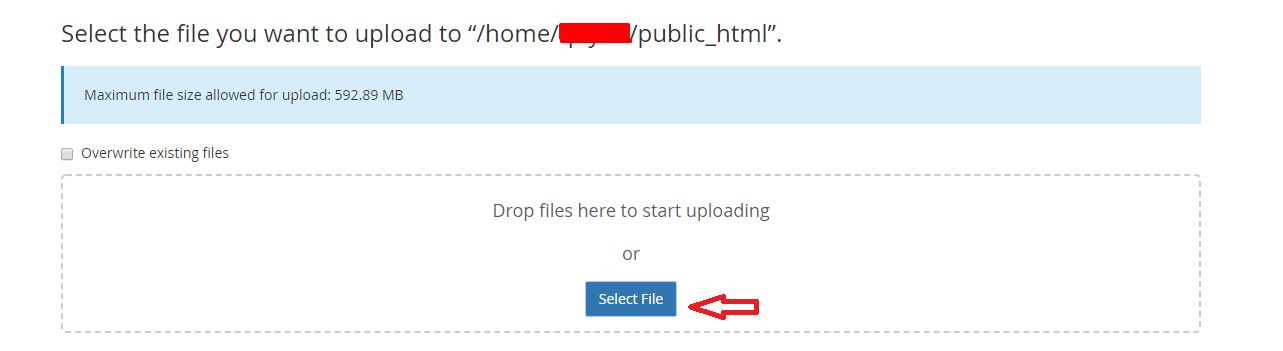 Select the file you want to upload to “/home/ /public_html”.
Maximum file size allowed for upload: 592.89 MB
Overwrite existing files
Drop files here to start uploading
or
Select File